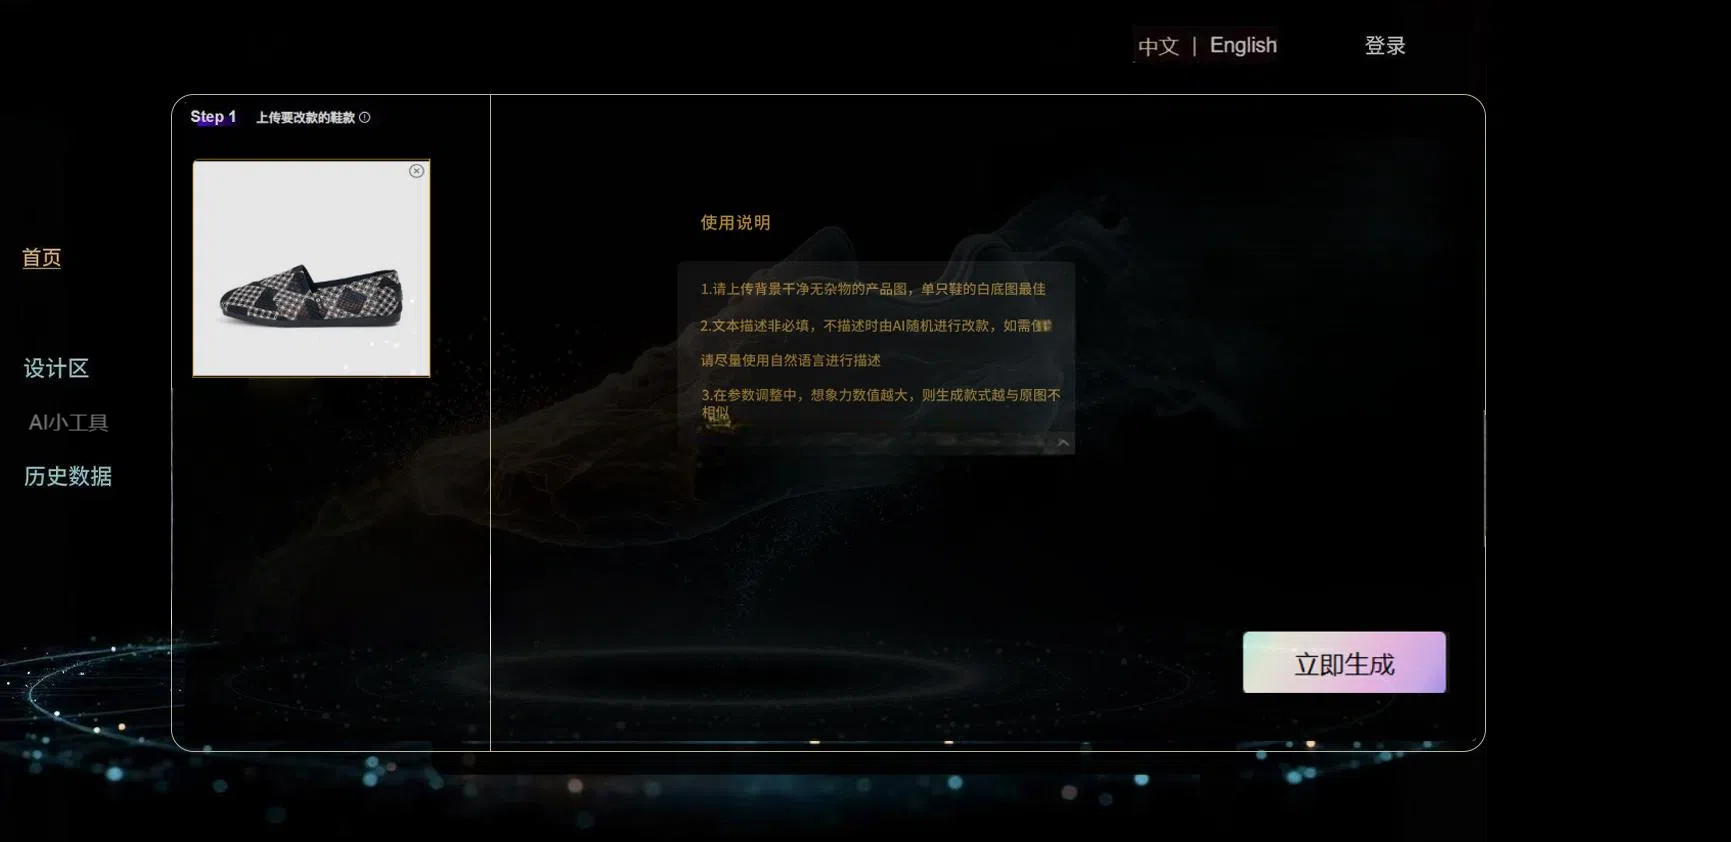 中文 | English
登录
Step 1 上传要改款的鞋款
首页
设计区
AI小工具
历史数据
使用说明
1.请上传背景干净无杂物的产品图，单只鞋的白底图最佳
2.文本描述非必填，不描述时由AI随机进行改款，如需
请尽量使用自然语言进行描述
3.在参数调整中，想象力数值越大，则生成款式越与原图不
相似
立即生成